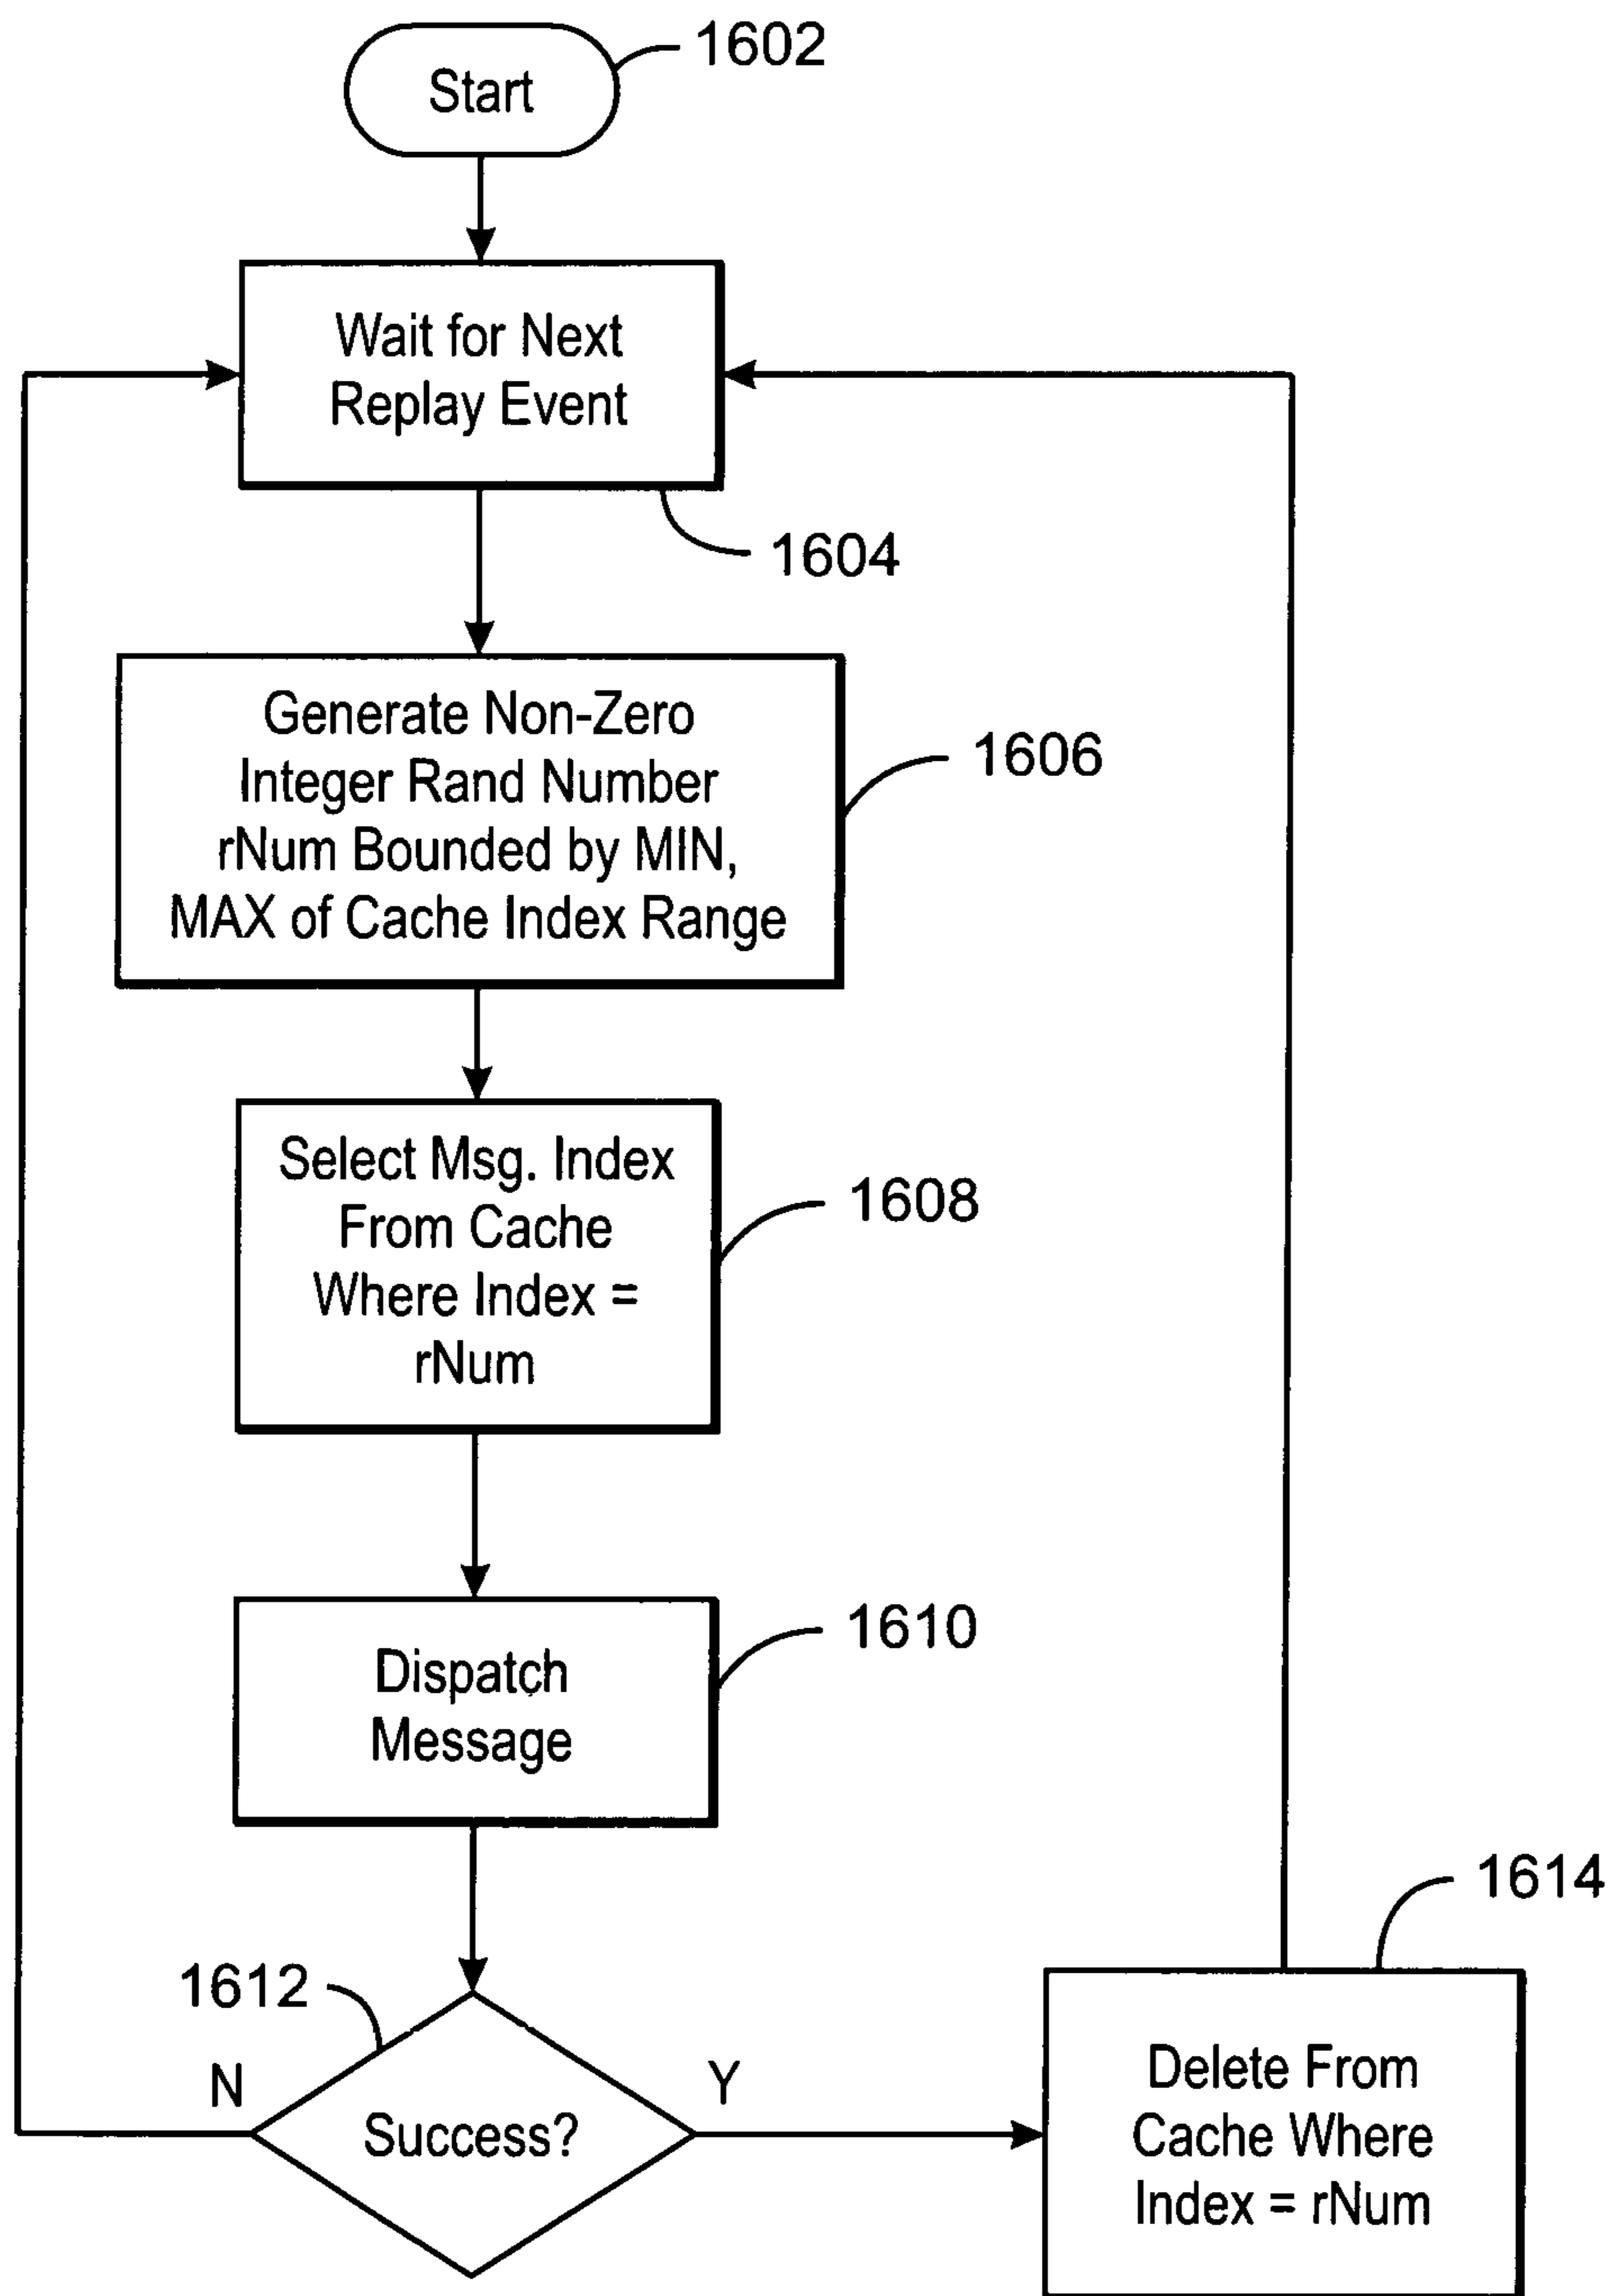 1602
Start
Wait for Next
Replay Event
1604
Generate Non-Zero
Integer Rand Number
rNum Bounded by MIN,
MAX of Cache Index Range
1606
Select Msg. Index
From Cache
Where Index =
rNum
1608
Dispatch
Message
1610
1612
N
Success?
Y
1614
Delete From
Cache Where
Index = rNum